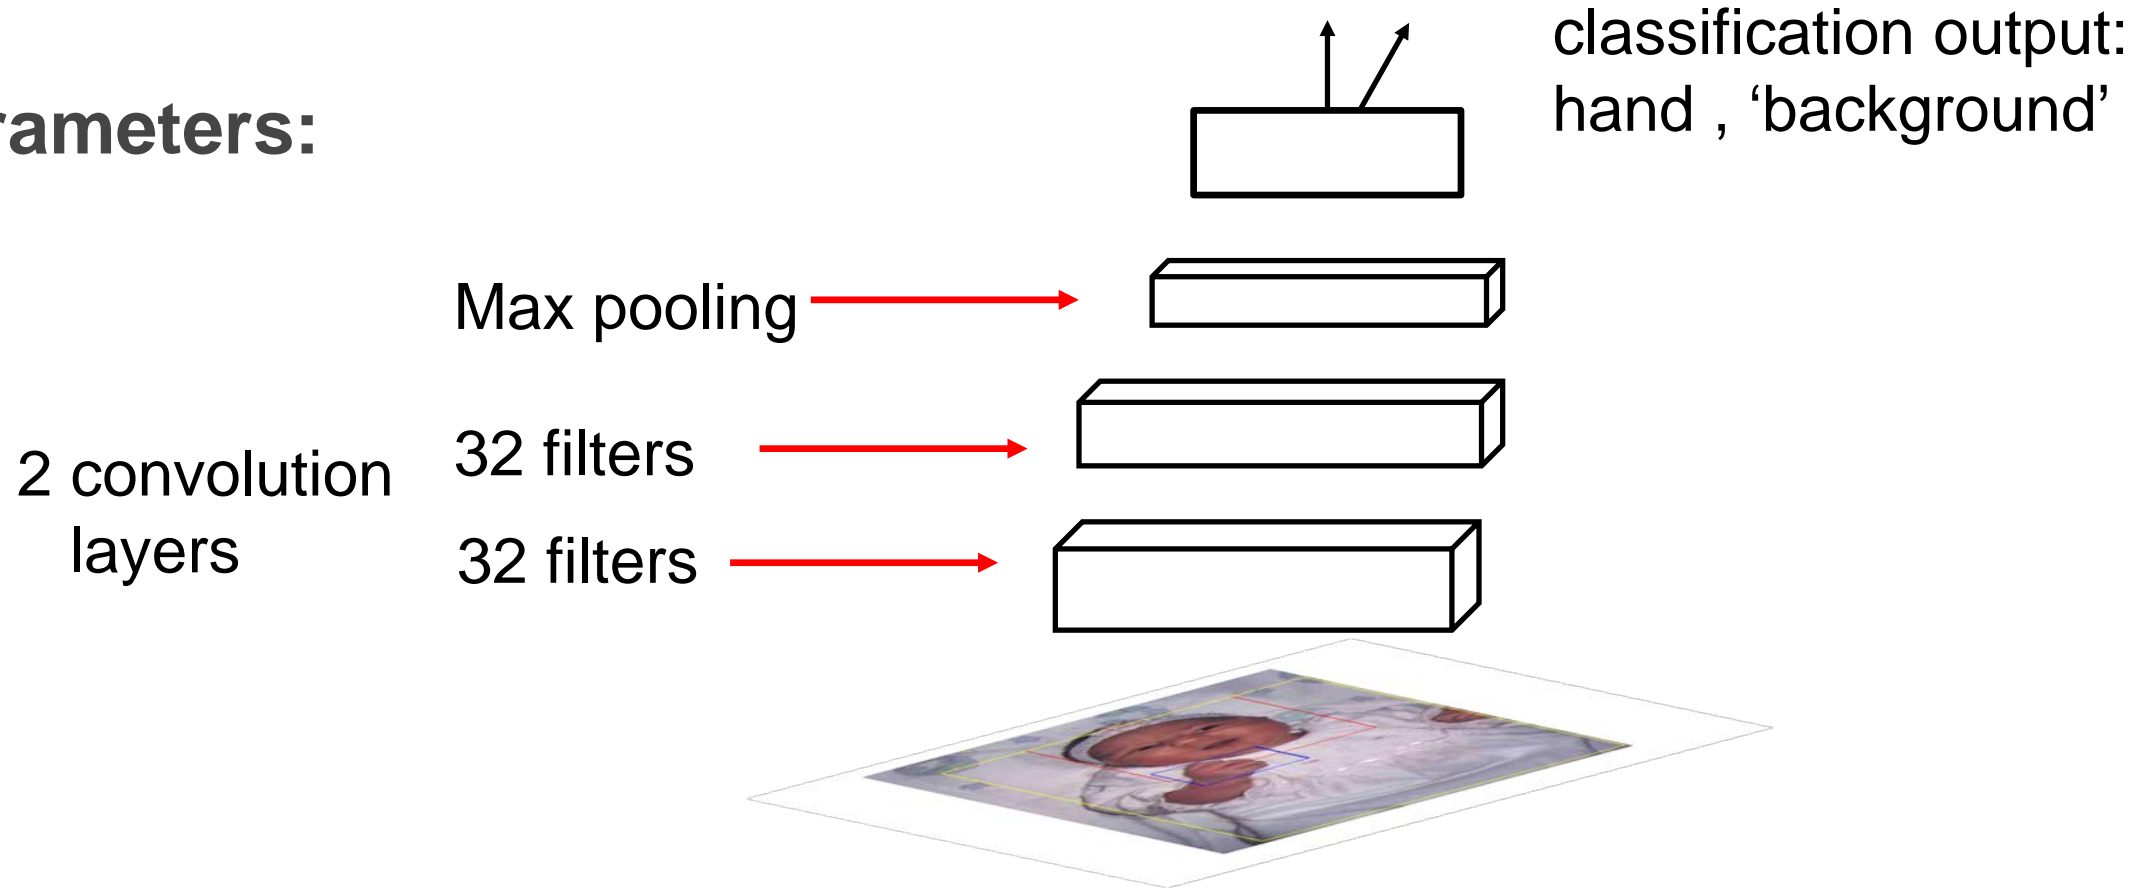 classification output:
hand , ‘background’
rameters:
Max pooling
32 filters
2 convolution
layers
32 filters